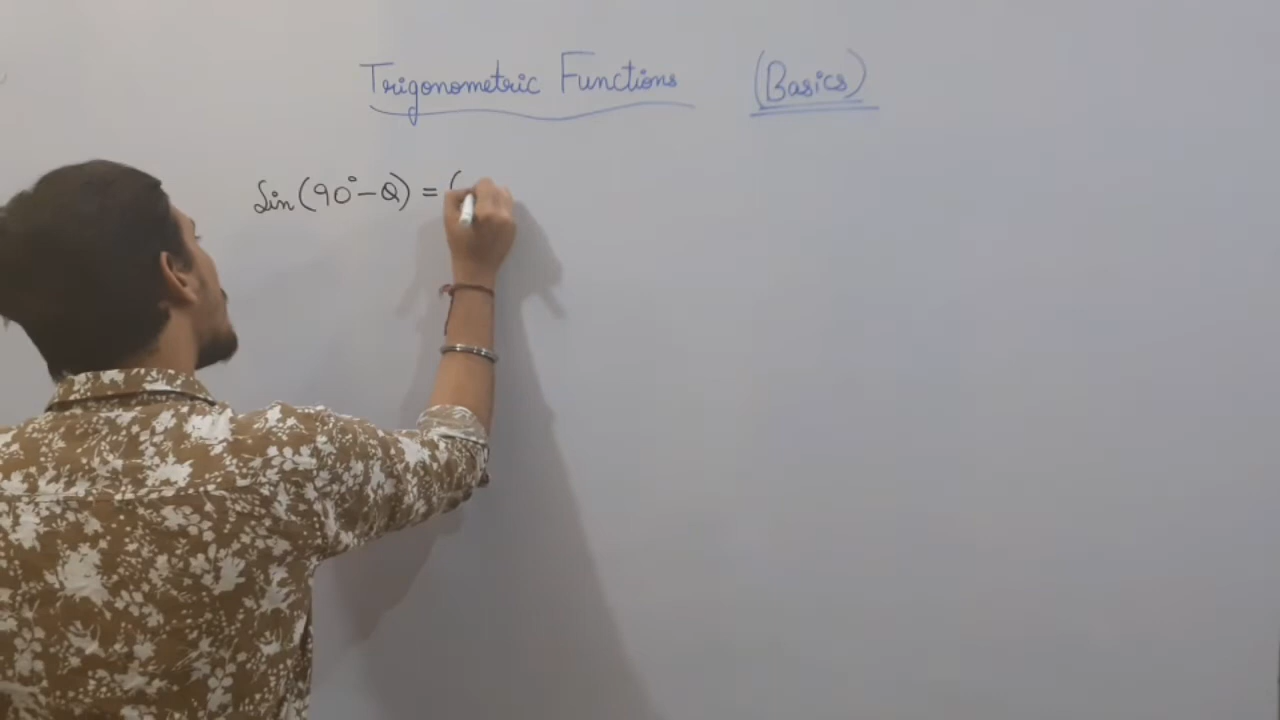 Trigonometric Functions (Basics)
Sin(90°-Q) = (